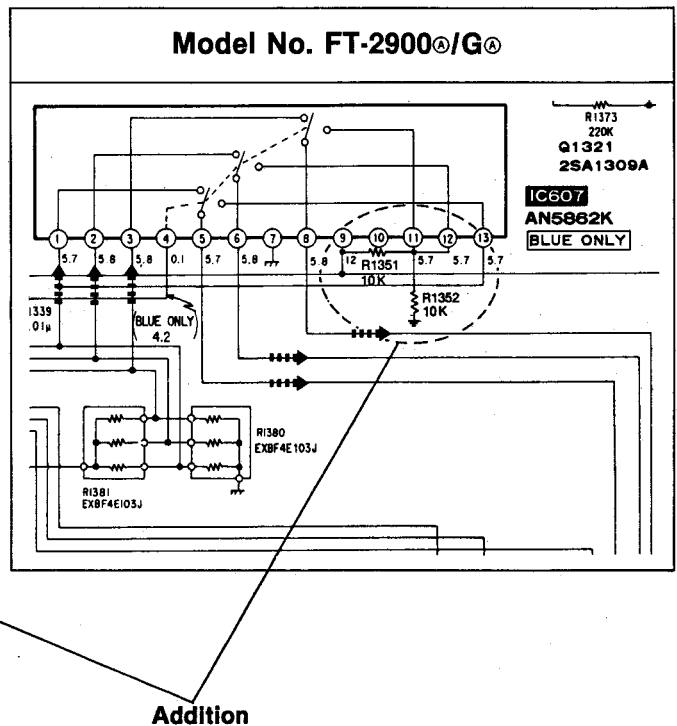 Model No. FT-2900Ⓐ/GⒶ
R1373
220K
Q1321
2SA1309A
IC607
AN5862K
BLUE ONLY
1 2 3 4 5 6 7 8 9 10 11 12 13
5.7 5.8 5.8 0.1 5.7 5.8 5.8 12 5.7 5.7 5.7
R1351
10K
R1352
10K
1339
.01µ
(BLUE ONLY
4.2)
R1380
EXBF4E103J
R1381
EXBF4E103J
Addition